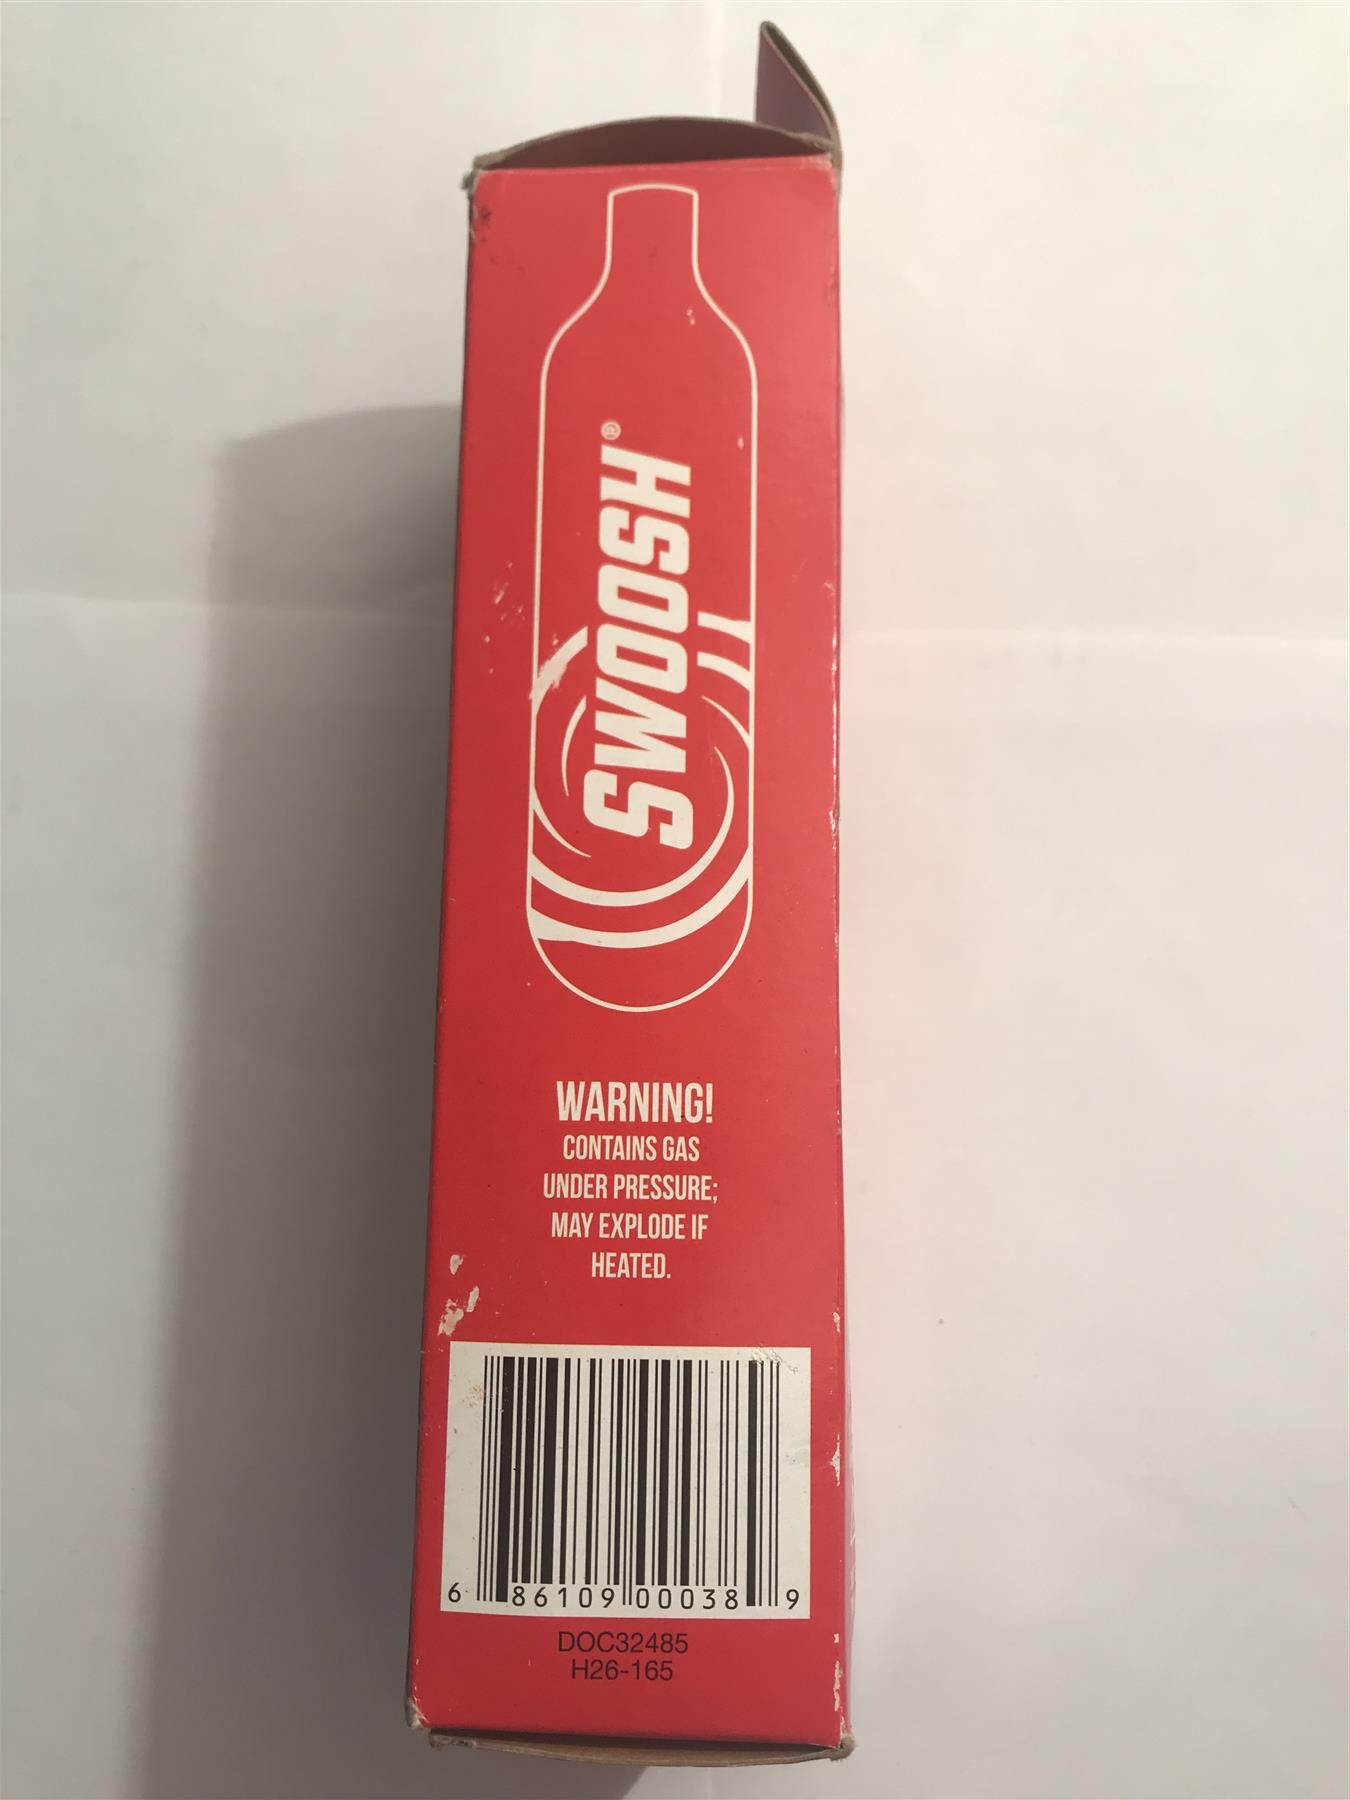 SWOOSH®
WARNING!
CONTAINS GAS
UNDER PRESSURE;
MAY EXPLODE IF
HEATED.
6 86109 00038 9
DOC32485
H26-165